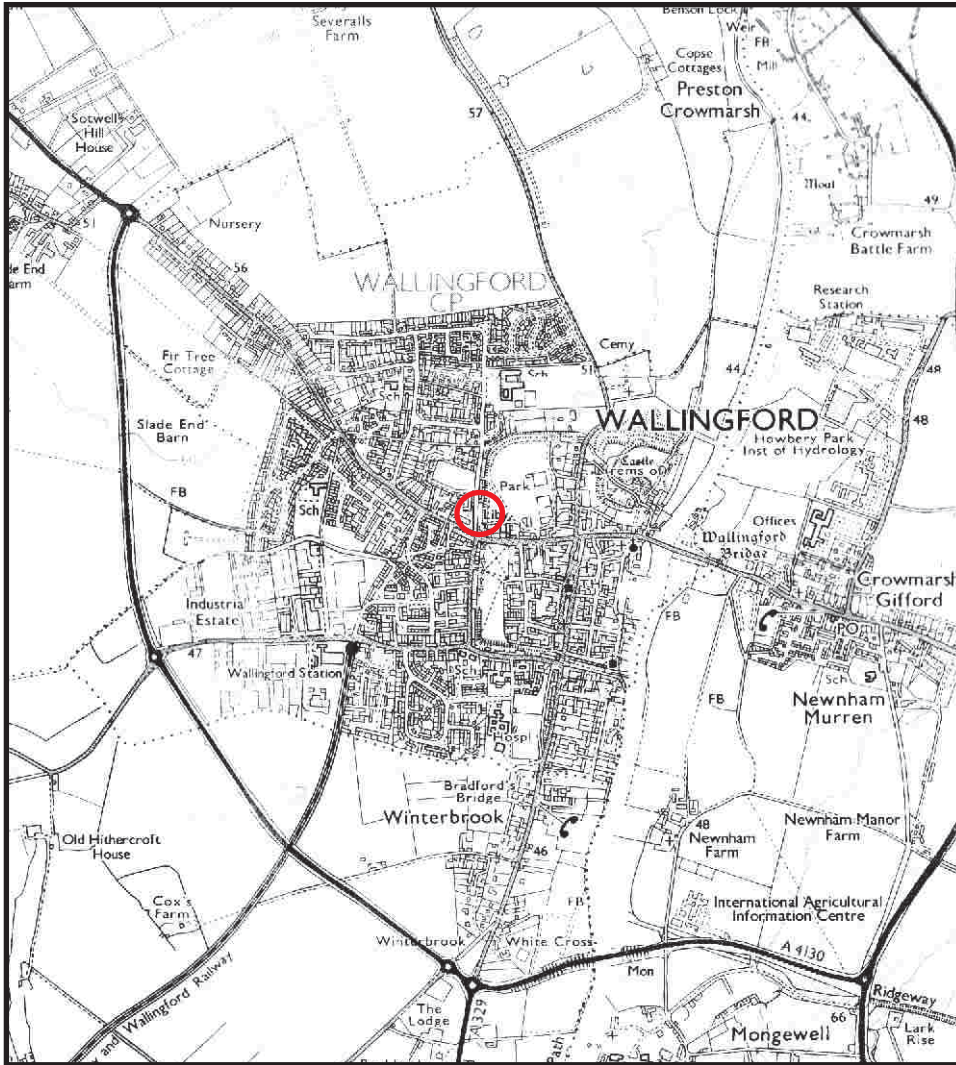 Severalls
Farm
Benson Lock
Weir
FB
Mill
Copse
Cottages
Preston
Crowmarsh
57
44
Sotwell
Hill
House
Moat
49
51
Nursery
Crowmarsh
Battle Farm
56
WALLINGFORD
CP
Research
Station
Fir Tree
Cottage
Cemy
51
44
48
Sch
Sch
Slade End
Barn
WALLINGFORD
48
Howbery Park
Inst of Hydrology
Castle
rems of
FB
Sch
Park
Liby
Offices
Wallingford
Bridge
Crowmarsh
Gifford
Industrial
Estate
FB
PO
47
Wallingford Station
Sch
Sch
FB
Newnham
Murren
Hospl
Bradford's
Bridge
Winterbrook
48
Newnham
Farm
Newnham Manor
Farm
Old Hithercroft
House
46
Cox's
Farm
FB
International Agricultural
Information Centre
Winterbrook
White Cross
A 4130
Mon
and Wallingford Railway
The
Lodge
A 329
Path
Ridgeway
66
Mongewell
Lark
Rise